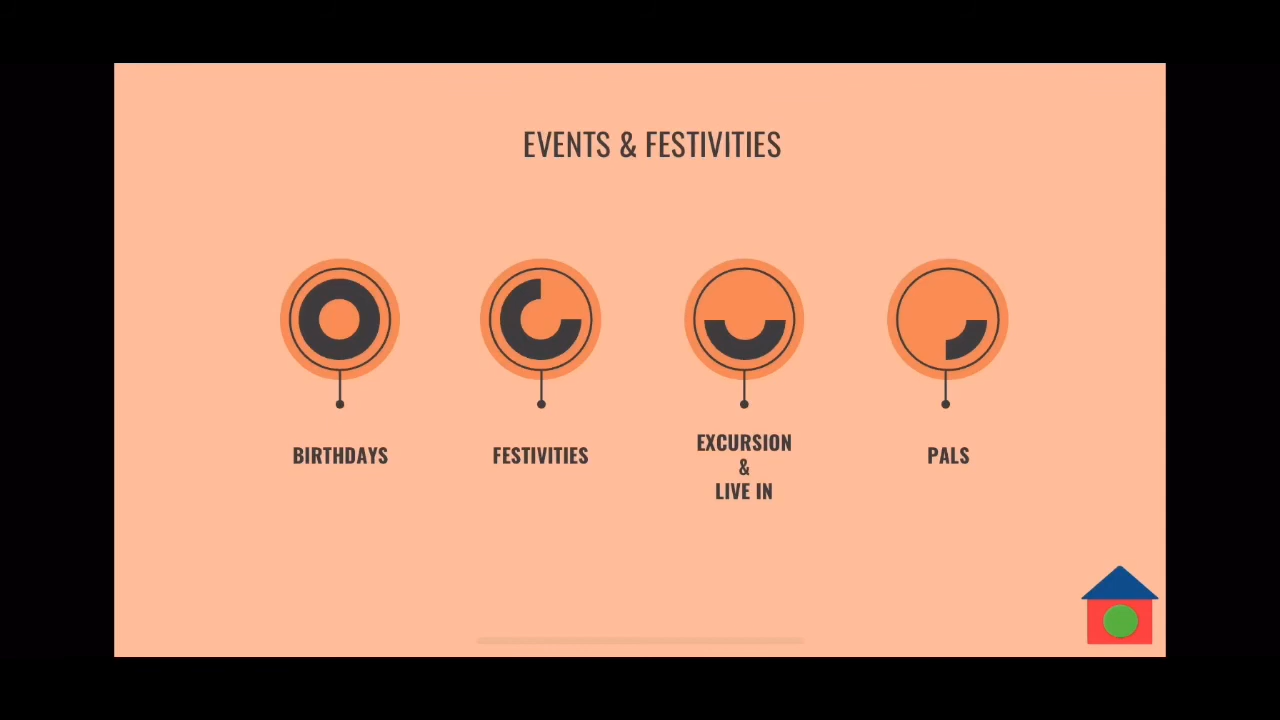 EVENTS & FESTIVITIES
BIRTHDAYS
FESTIVITIES
EXCURSION
&
LIVE IN
PALS